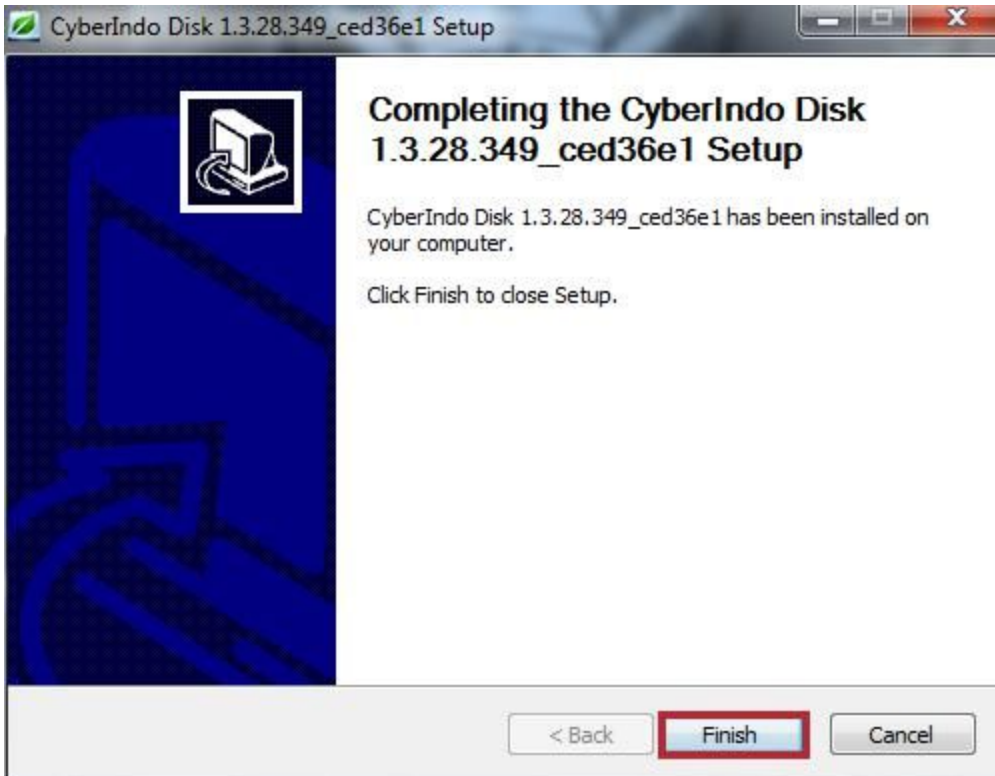 CyberIndo Disk 1.3.28.349_ced36e1 Setup
Completing the CyberIndo Disk
1.3.28.349_ced36e1 Setup
CyberIndo Disk 1.3.28.349_ced36e1 has been installed on
your computer.
Click Finish to close Setup.
< Back Finish Cancel